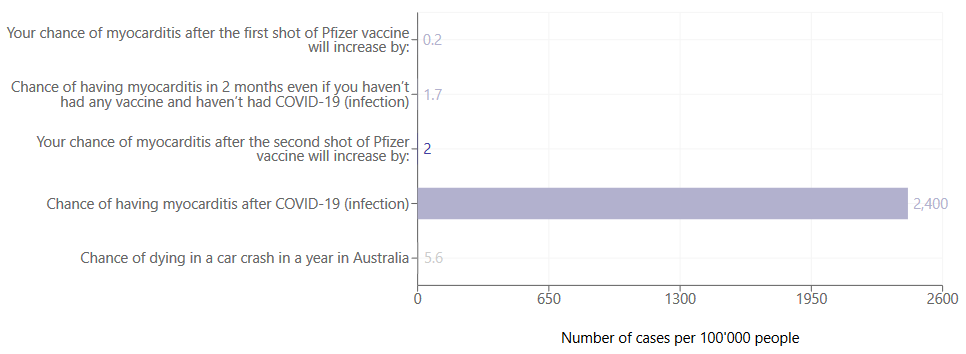 Your chance of myocarditis after the first shot of Pfizer vaccine
will increase by:
0.2
Chance of having myocarditis in 2 months even if you haven’t
had any vaccine and haven’t had COVID-19 (infection)
1.7
Your chance of myocarditis after the second shot of Pfizer
vaccine will increase by:
2
Chance of having myocarditis after COVID-19 (infection)
2,400
Chance of dying in a car crash in a year in Australia
5.6
0 650 1300 1950 2600
Number of cases per 100'000 people